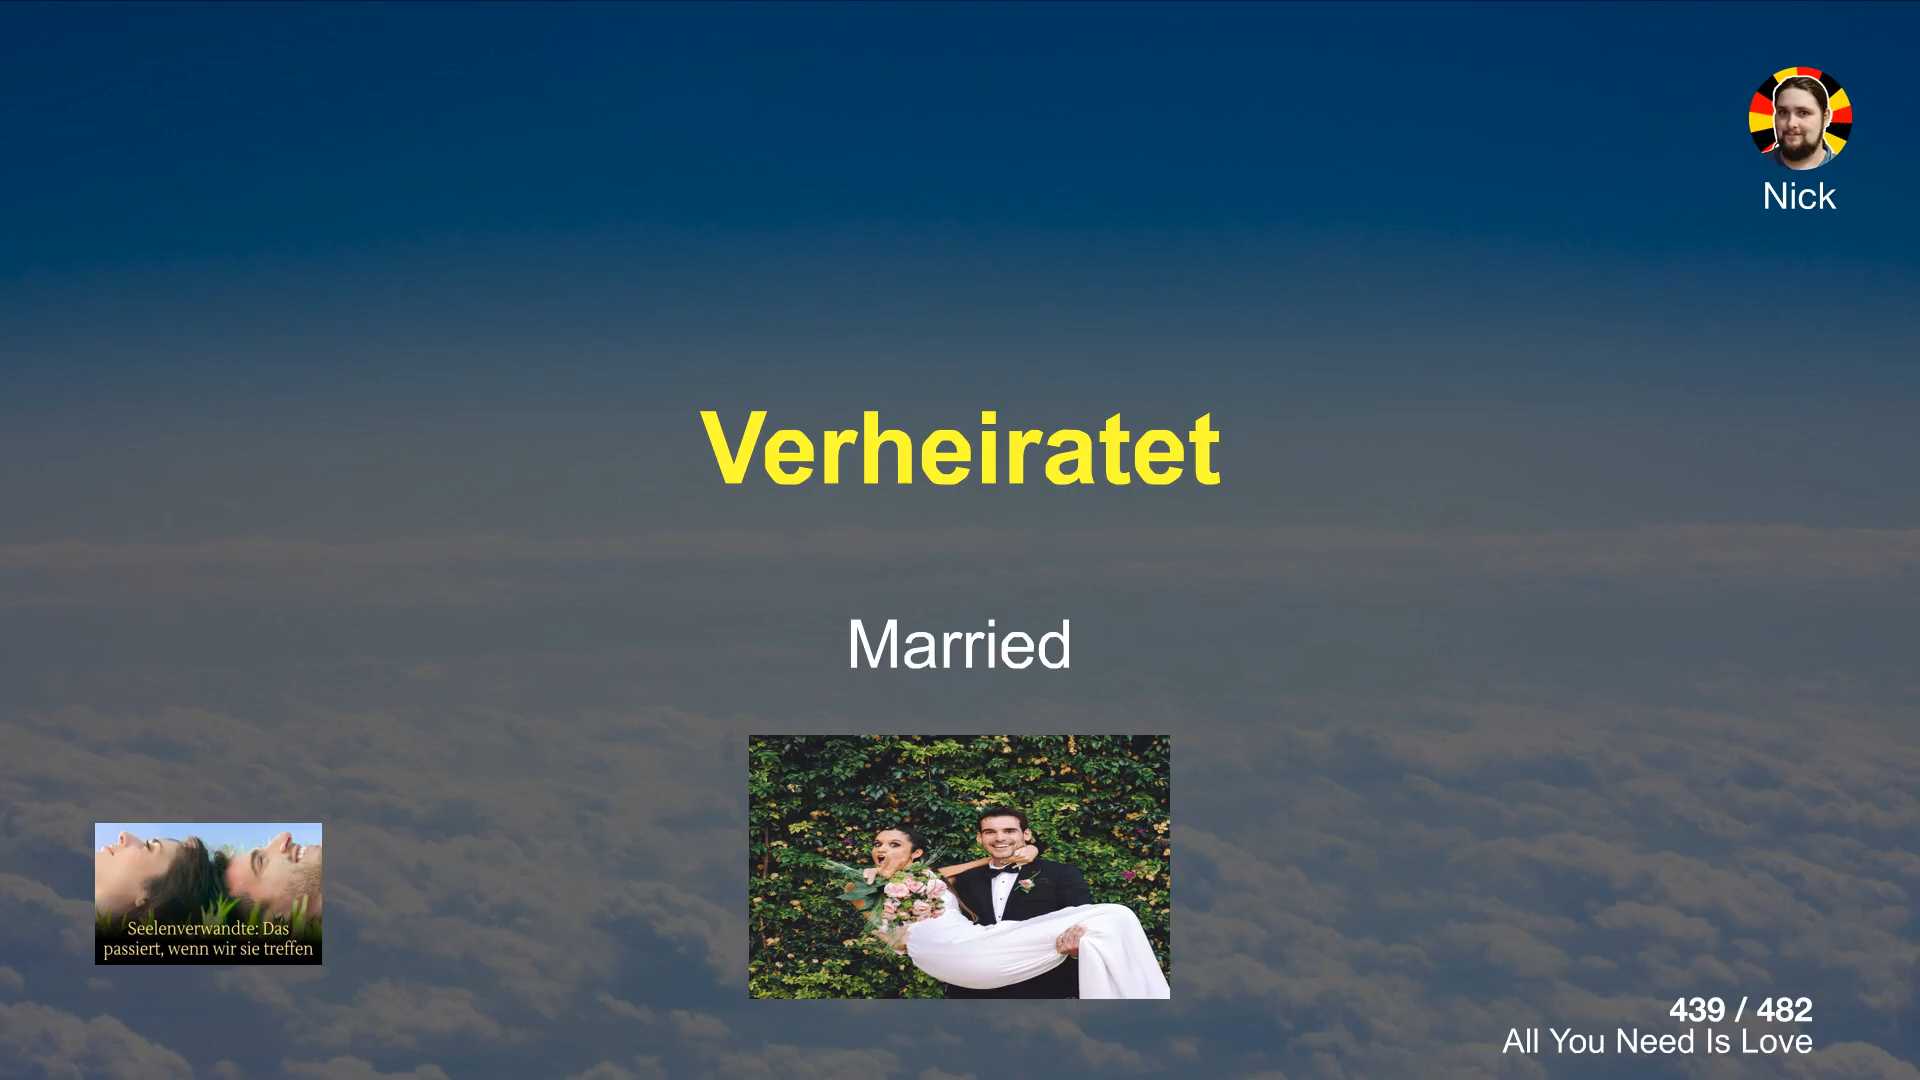 Nick
Verheiratet
Married
Seelenverwandte: Das
passiert, wenn wir sie treffen
439 / 482
All You Need Is Love